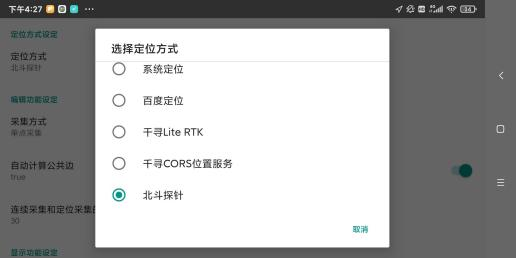 下午4:27
HD
4G
84
定位方式设定
定位方式
北斗探针
编辑功能设定
采集方式
单点采集
自动计算公共边
true
连续采集和定位采集的
30
显示功能设定
选择定位方式
系统定位
百度定位
千寻Lite RTK
千寻CORS位置服务
北斗探针
取消